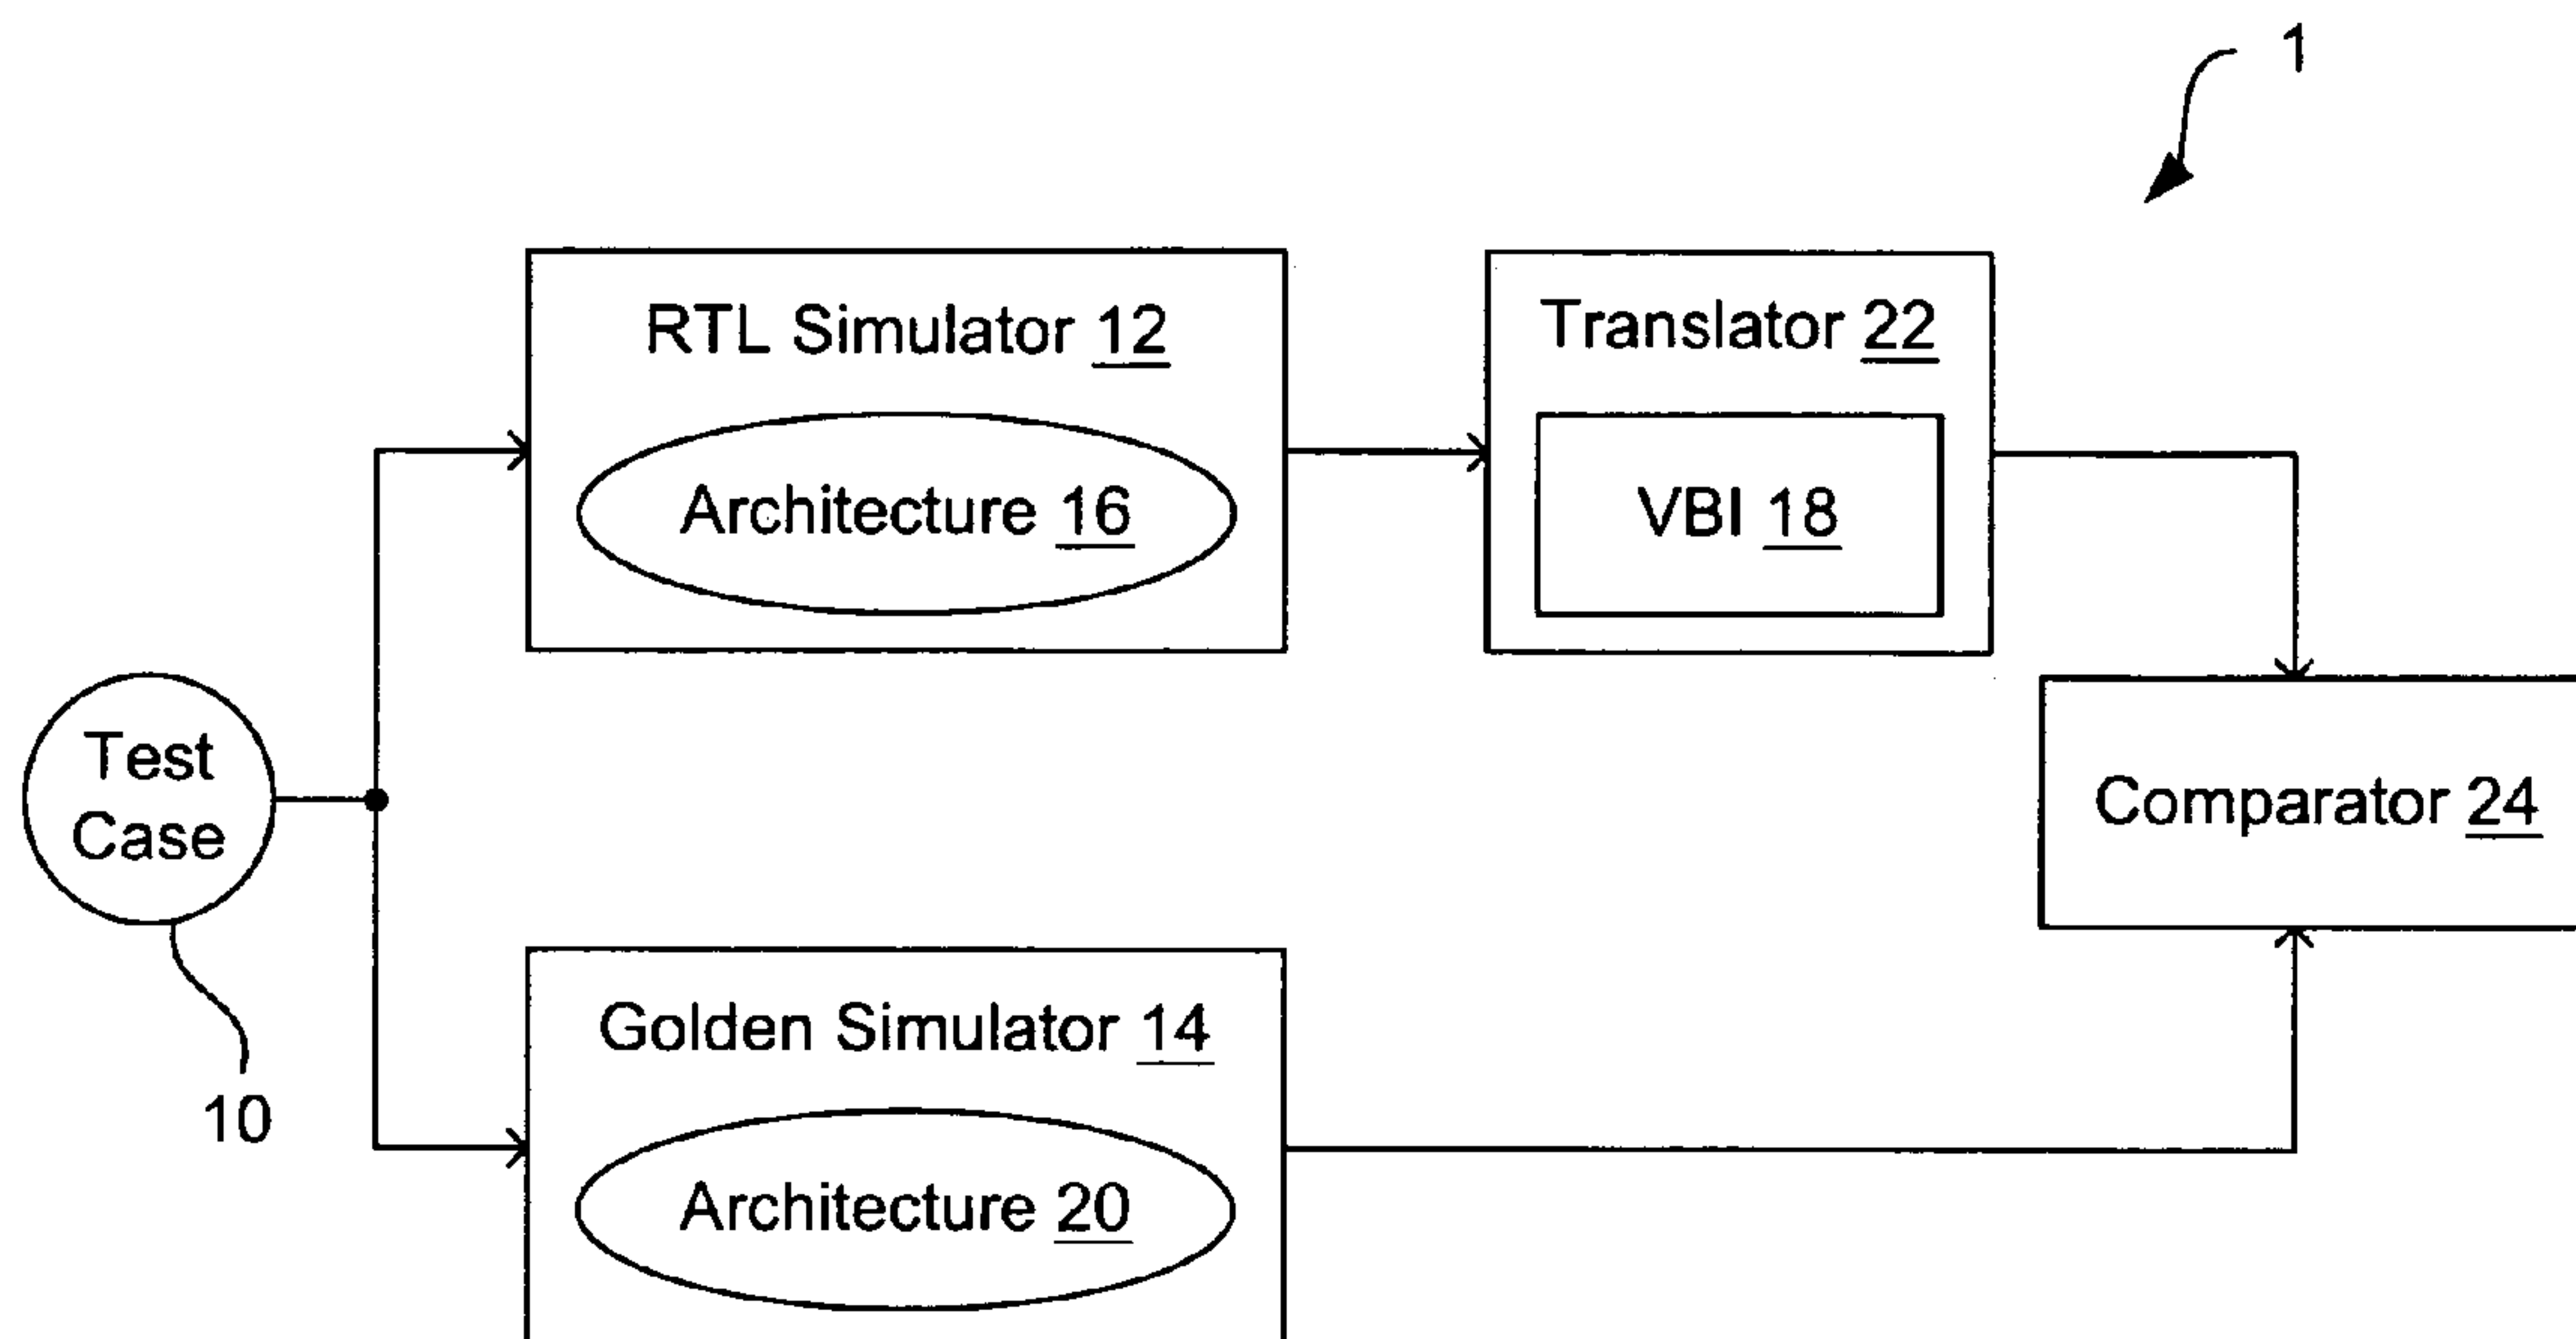 1
RTL Simulator 12
Translator 22
Architecture 16
VBI 18
Test
Case
Comparator 24
Golden Simulator 14
10
Architecture 20